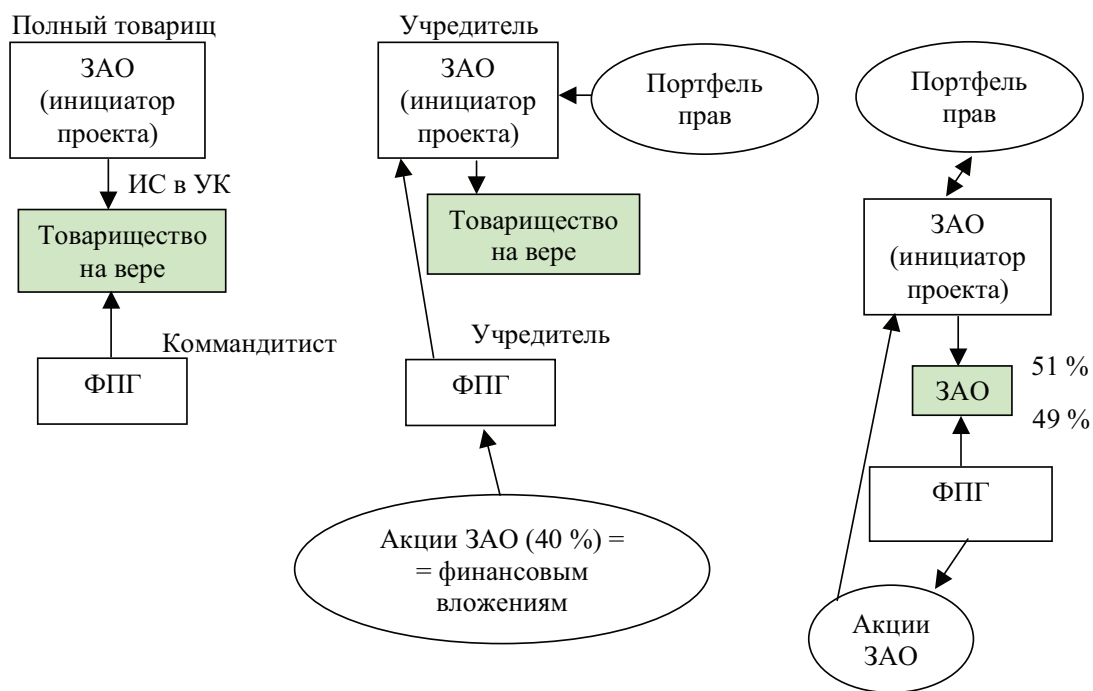 Полный товарищ
ЗАО
(инициатор
проекта)
ИС в УК
Товарищество
на вере
Коммандитист
ФПГ
Учредитель
ЗАО
(инициатор
проекта)
Портфель
прав
Товарищество
на вере
Учредитель
ФПГ
Акции ЗАО (40 %) =
= финансовым
вложениям
Портфель
прав
ЗАО
(инициатор
проекта)
51 %
ЗАО
49 %
ФПГ
Акции
ЗАО